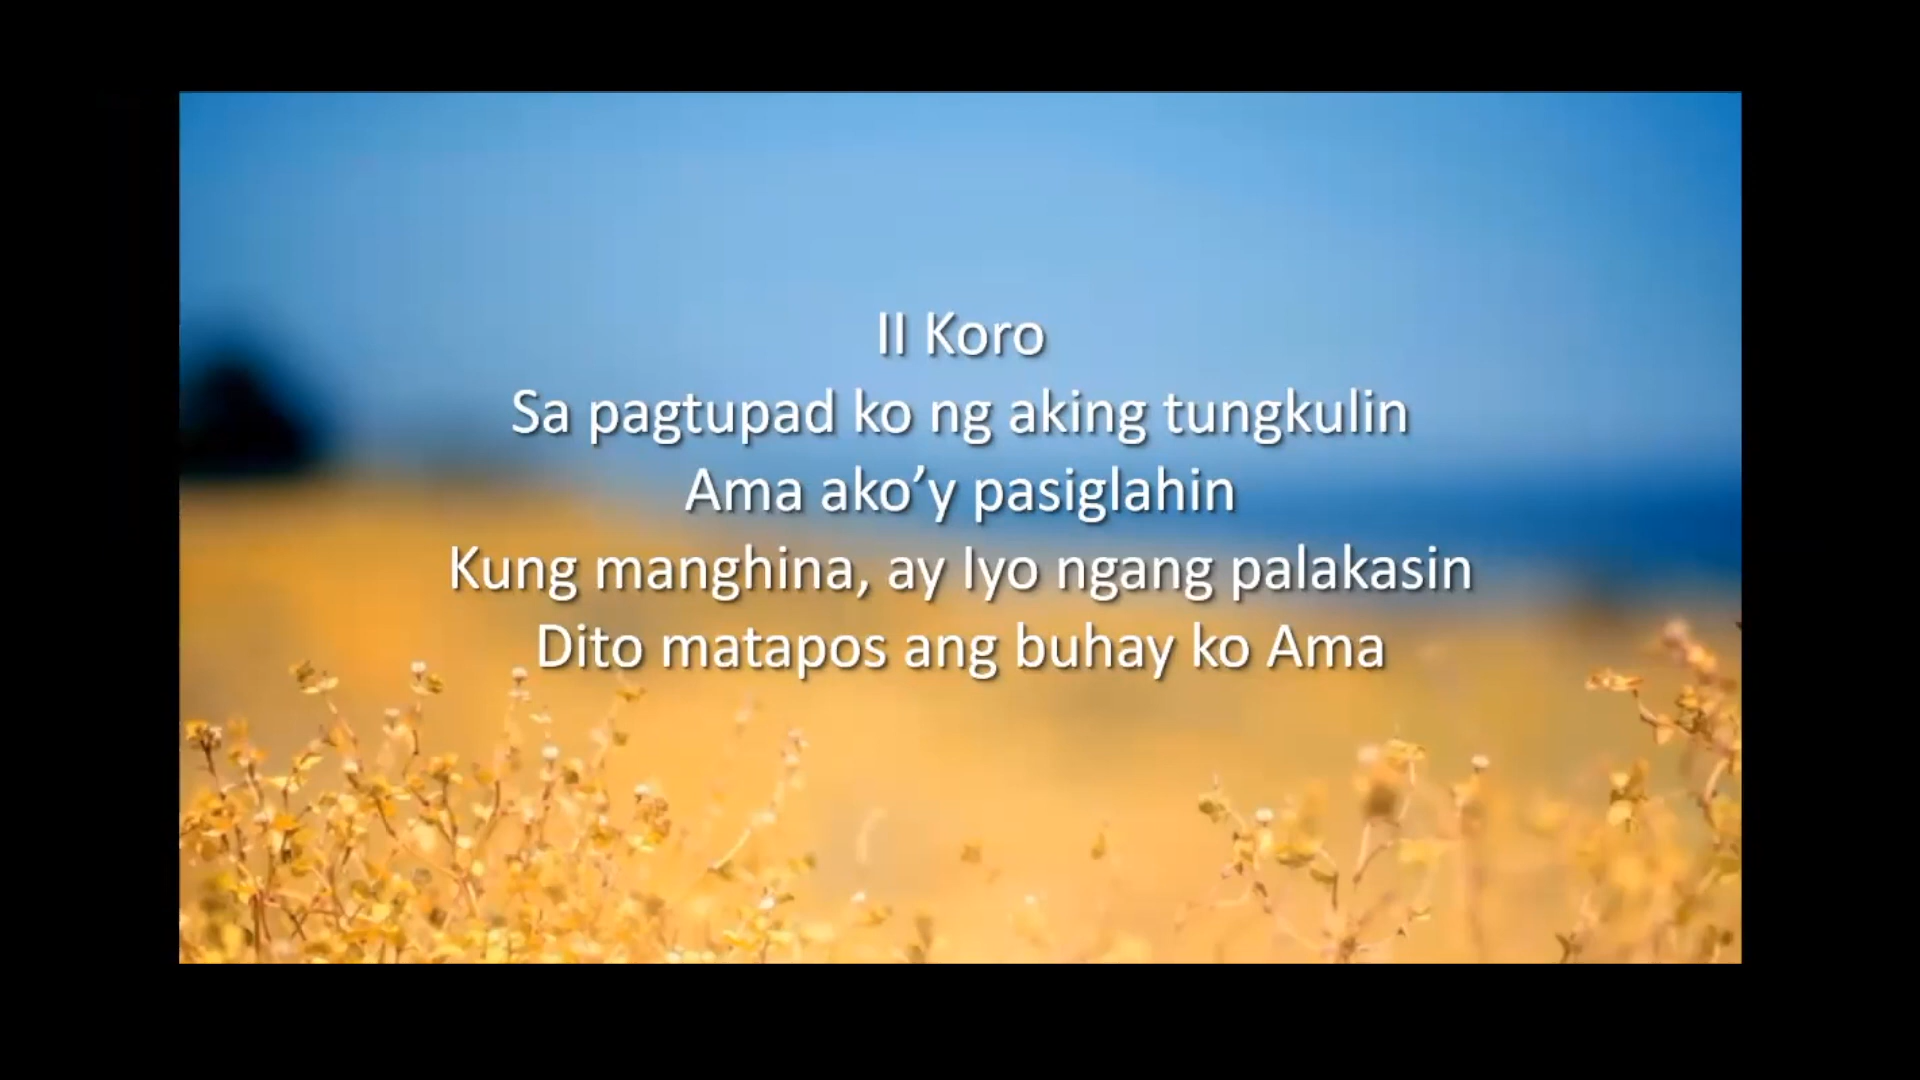 II Koro
Sa pagtupad ko ng aking tungkulin
Ama ako’y pasiglahin
Kung manghina, ay Iyo ngang palakasin
Dito matapos ang buhay ko Ama